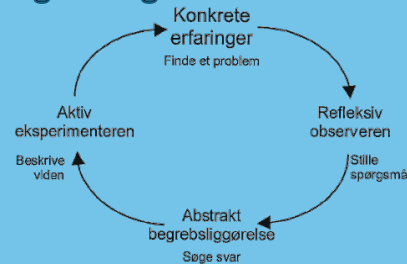 Konkrete
erfaringer
Finde et problem
Refleksiv
observeren
Stille
spørgsmå
Abstrakt
begrebsliggørelse
Søge svar
Aktiv
eksperimenteren
Beskrive
viden